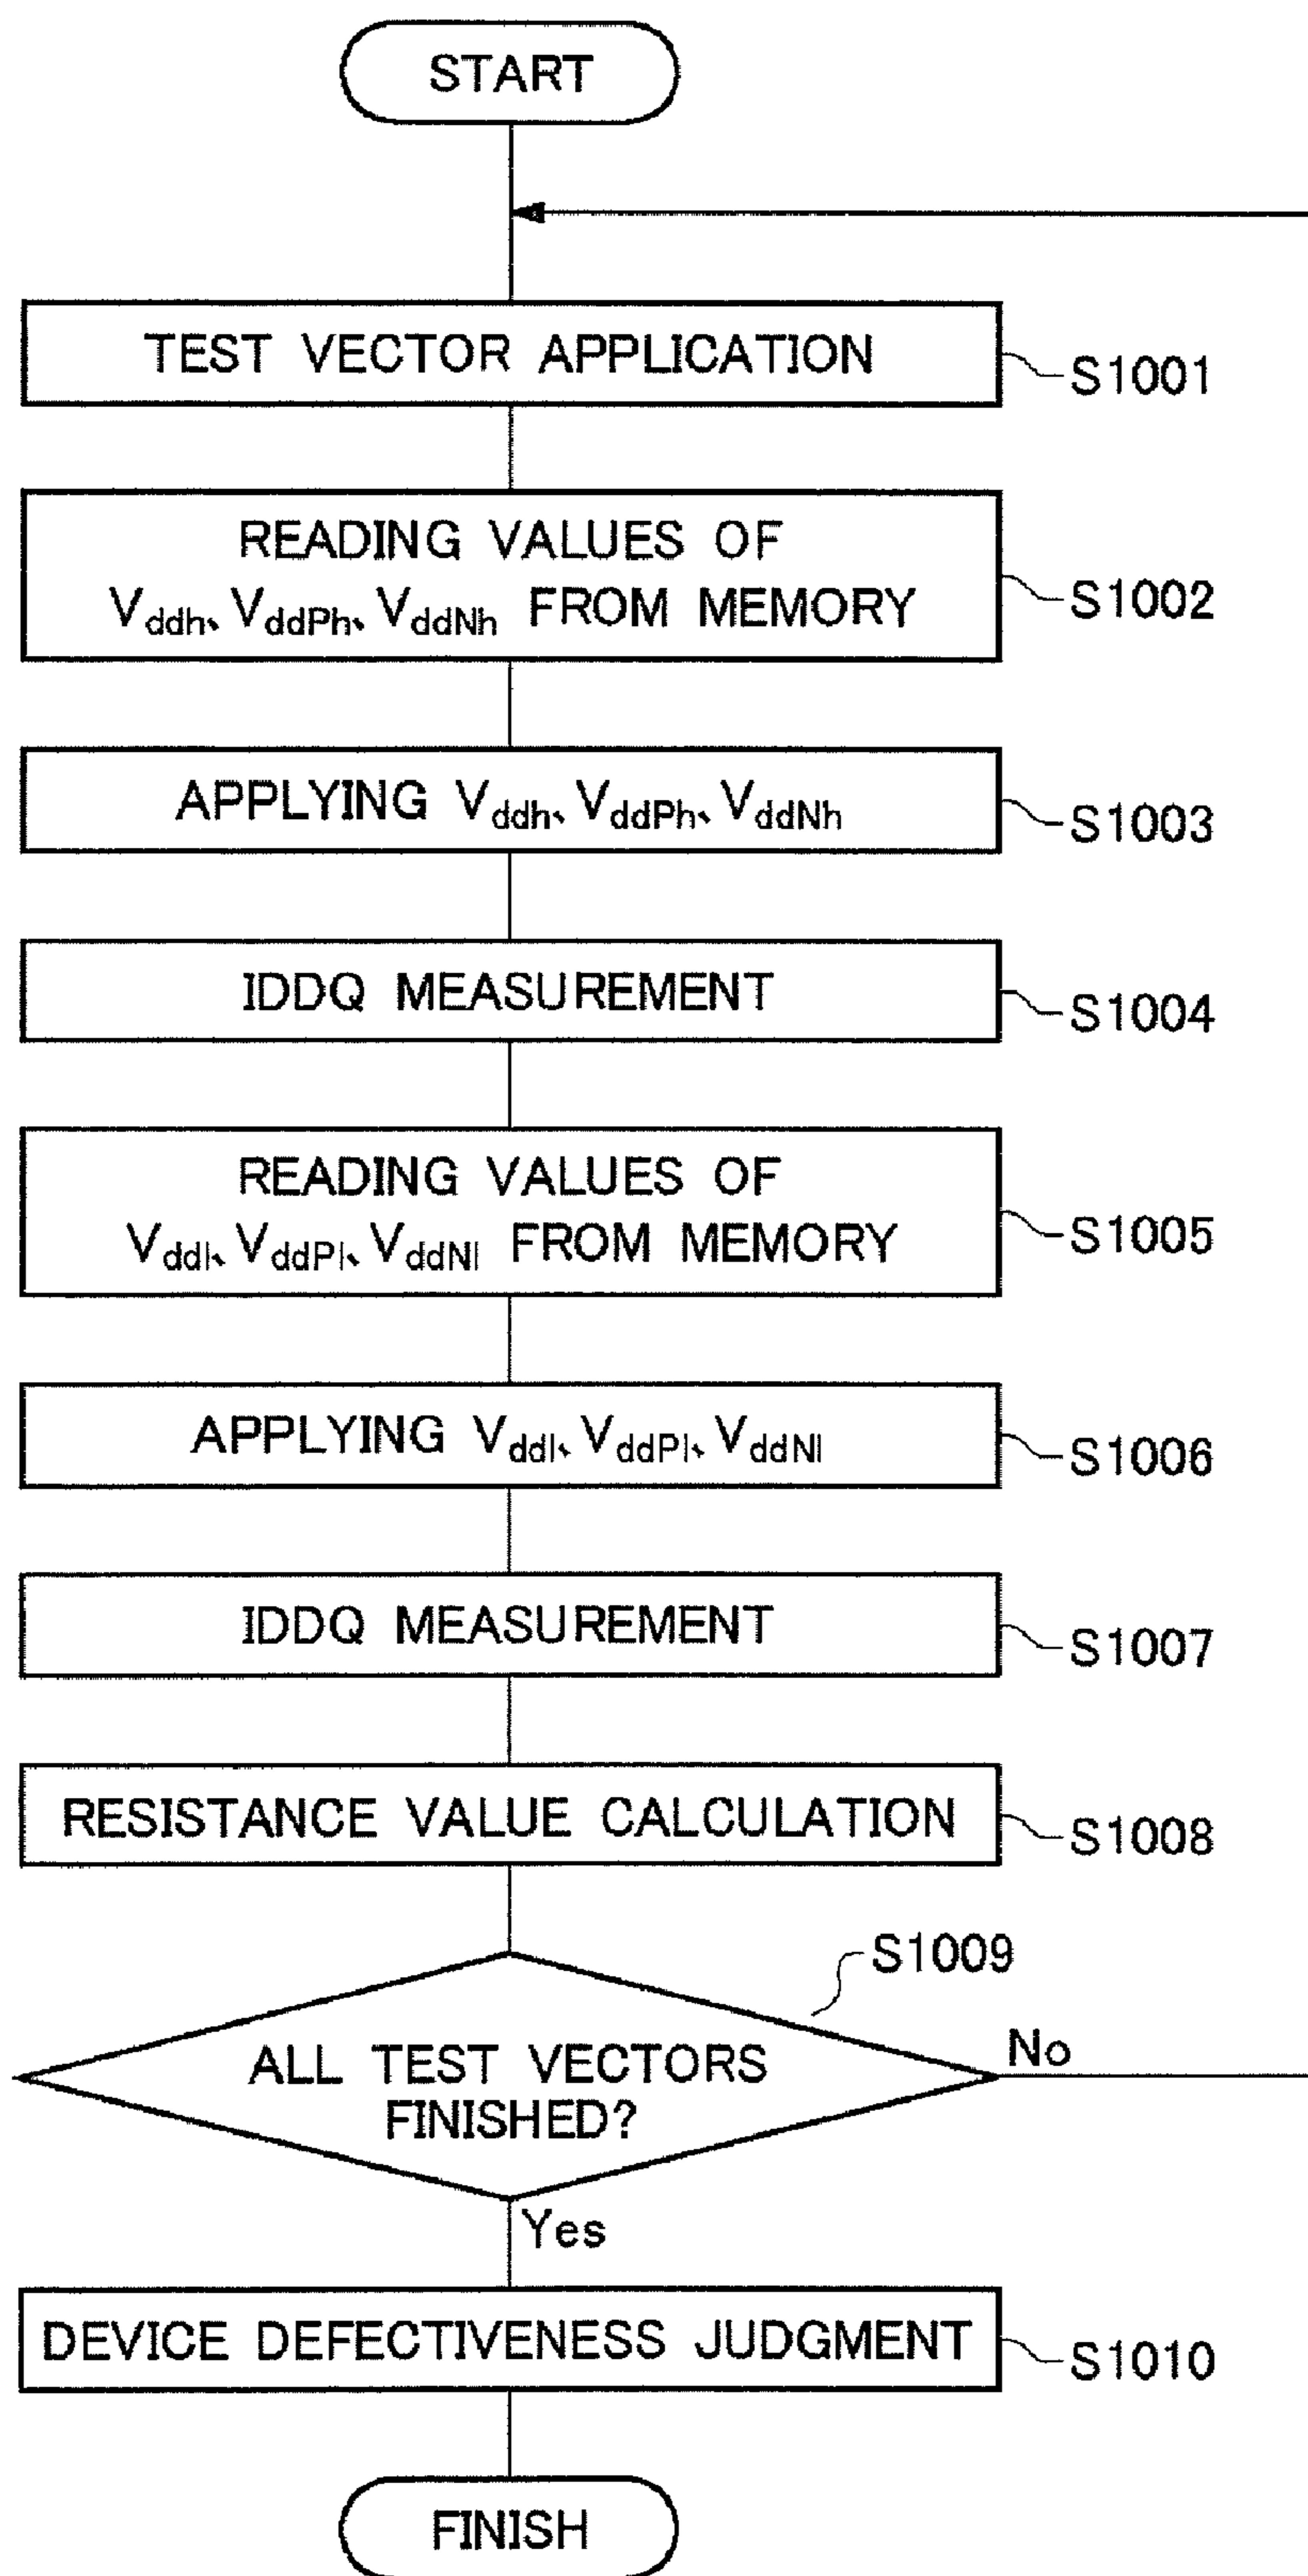 START
TEST VECTOR APPLICATION
S1001
READING VALUES OF
Vddh、VddPh、VddNh FROM MEMORY
S1002
APPLYING Vddh、VddPh、VddNh
S1003
IDDQ MEASUREMENT
S1004
READING VALUES OF
Vddl、VddPl、VddNl FROM MEMORY
S1005
APPLYING Vddl、VddPl、VddNl
S1006
IDDQ MEASUREMENT
S1007
RESISTANCE VALUE CALCULATION
S1008
S1009
ALL TEST VECTORS
FINISHED?
No
Yes
DEVICE DEFECTIVENESS JUDGMENT
S1010
FINISH